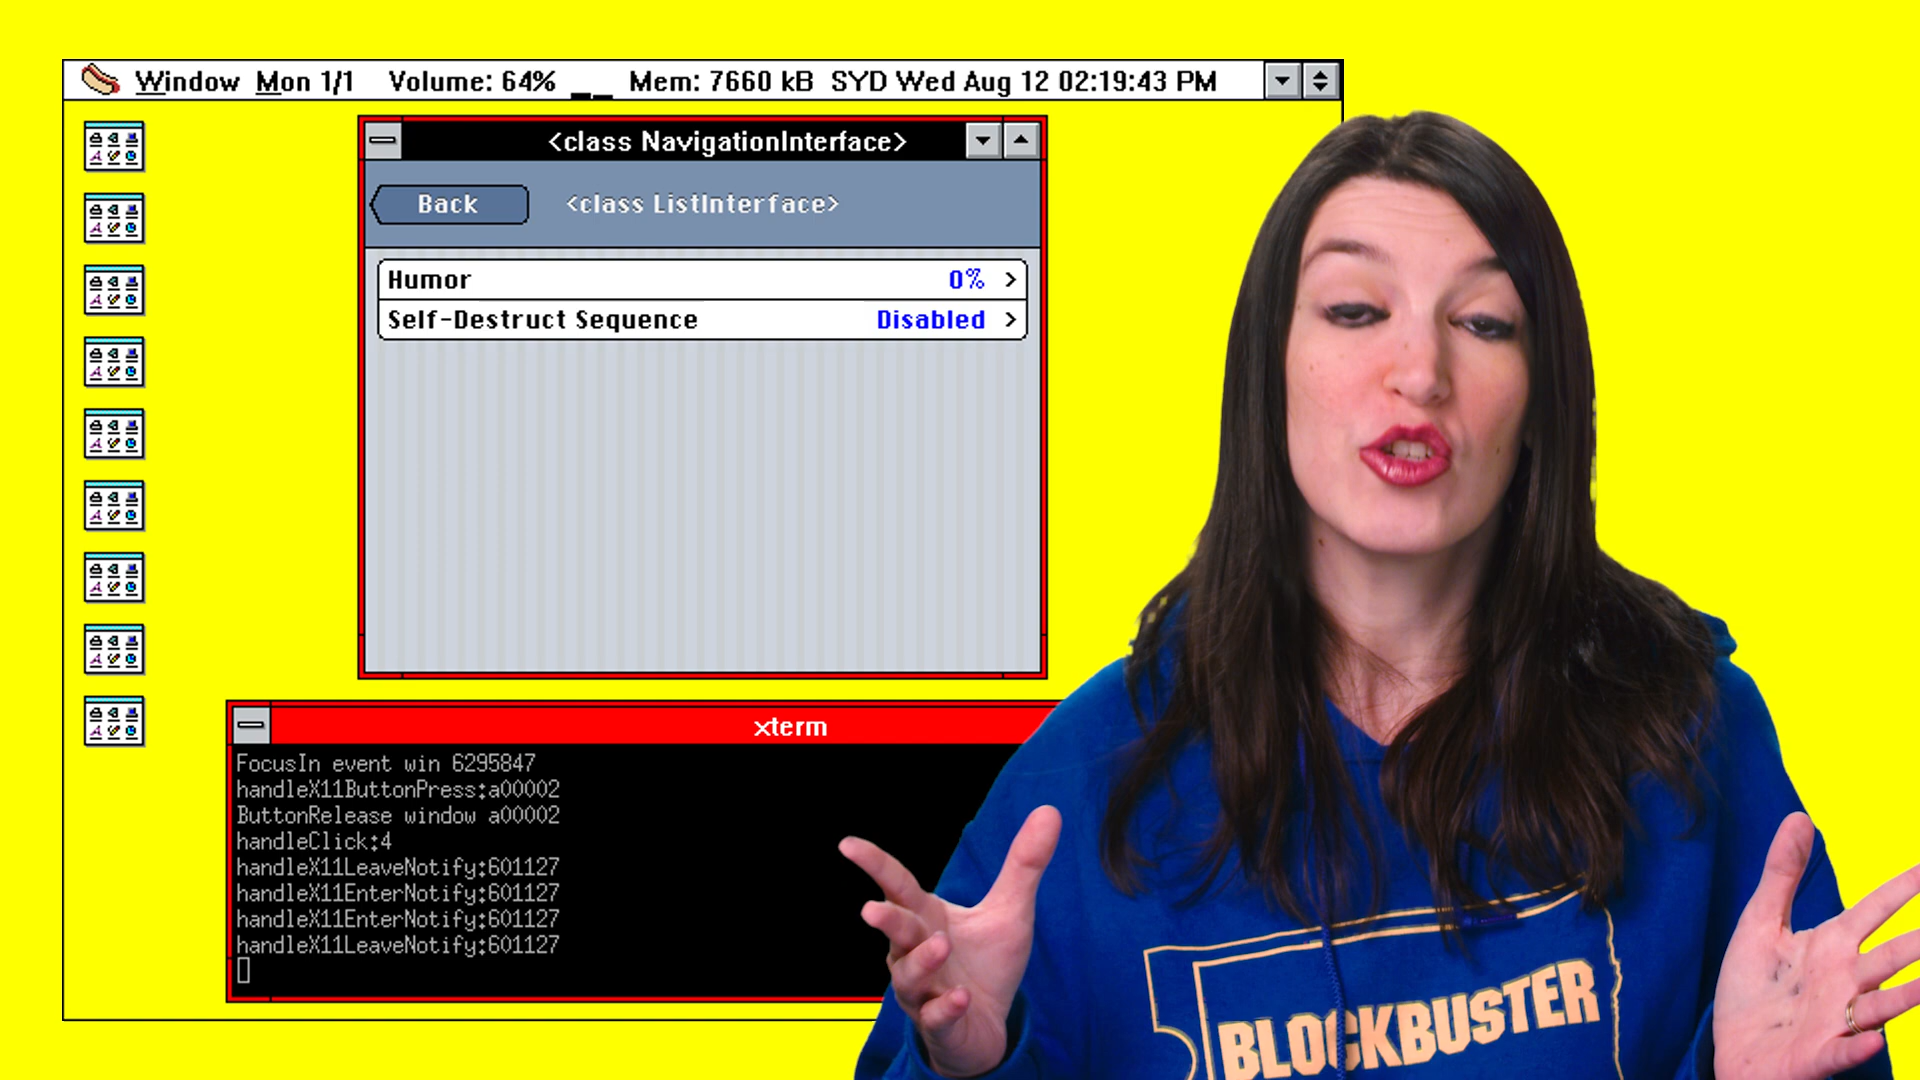 Window Mon 1/1 Volume: 64% Mem: 7660 kB SYD Wed Aug 12 02:19:43 PM
<class NavigationInterface>
Back <class ListInterface>
Humor 0% >
Self-Destruct Sequence Disabled >
xterm
FocusIn event win 6295847
handleX11ButtonPress:a00002
ButtonRelease window a00002
handleClick:4
handleX11LeaveNotify:601127
handleX11EnterNotify:601127
handleX11EnterNotify:601127
handleX11LeaveNotify:601127
BLOCKBUSTER